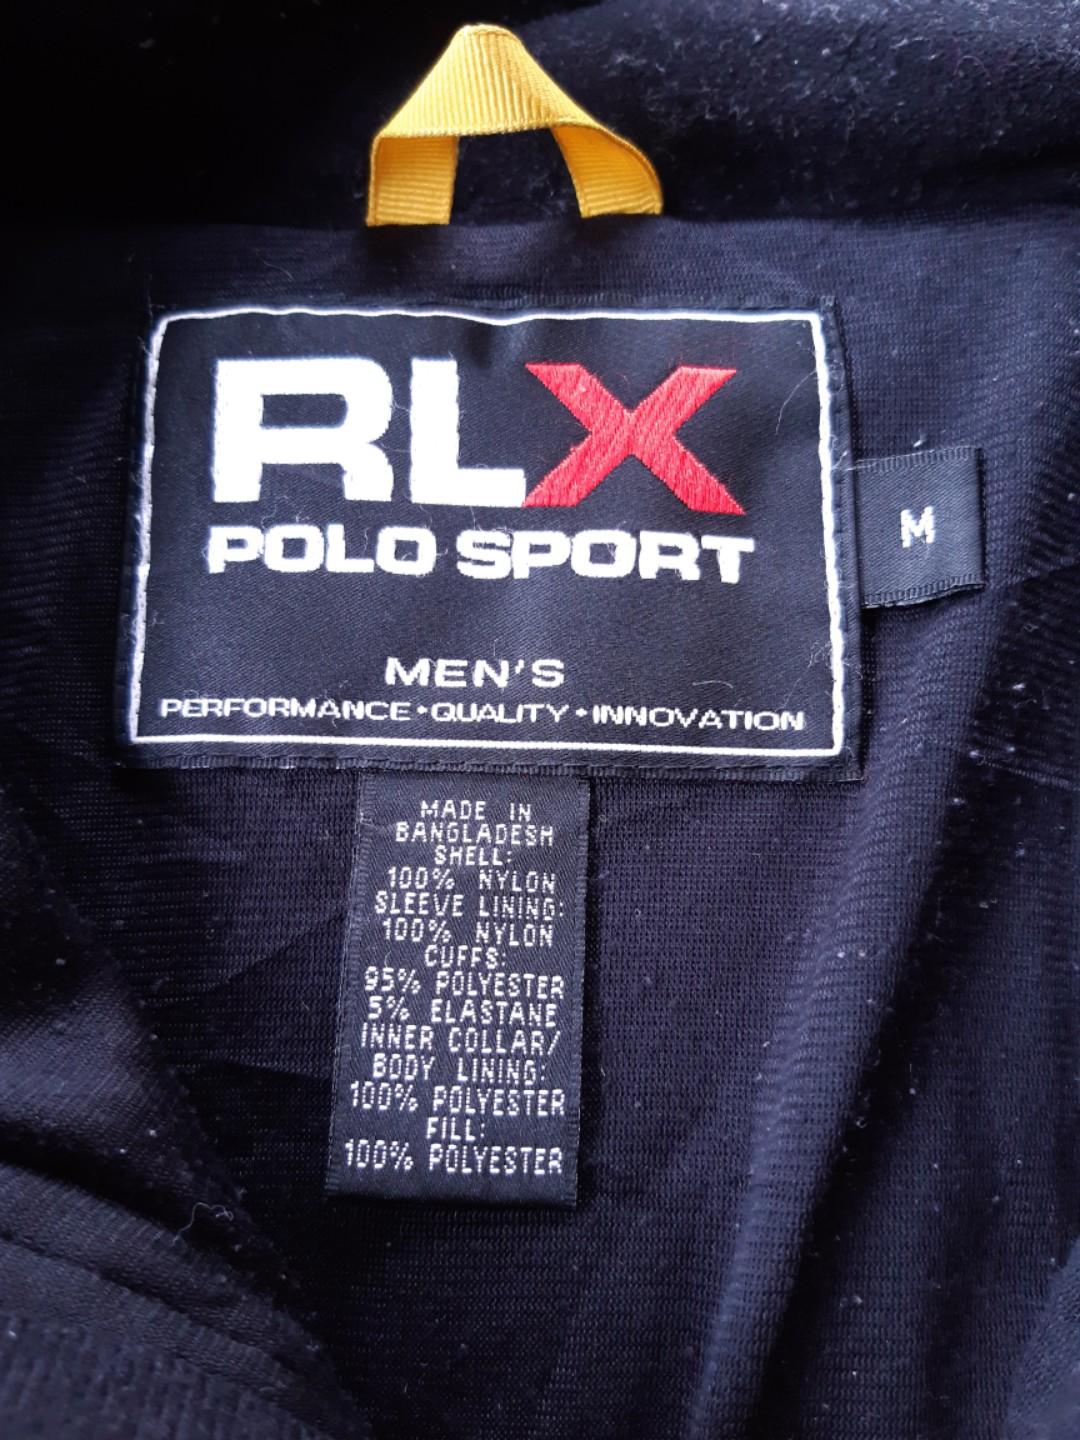 RLX
POLO SPORT
M
MEN'S
PERFORMANCE • QUALITY • INNOVATION
MADE IN
BANGLADESH
SHELL:
100% NYLON
SLEEVE LINING:
100% NYLON
CUFFS:
95% POLYESTER
5% ELASTANE
INNER COLLAR/
BODY LINING:
100% POLYESTER
FILL:
100% POLYESTER